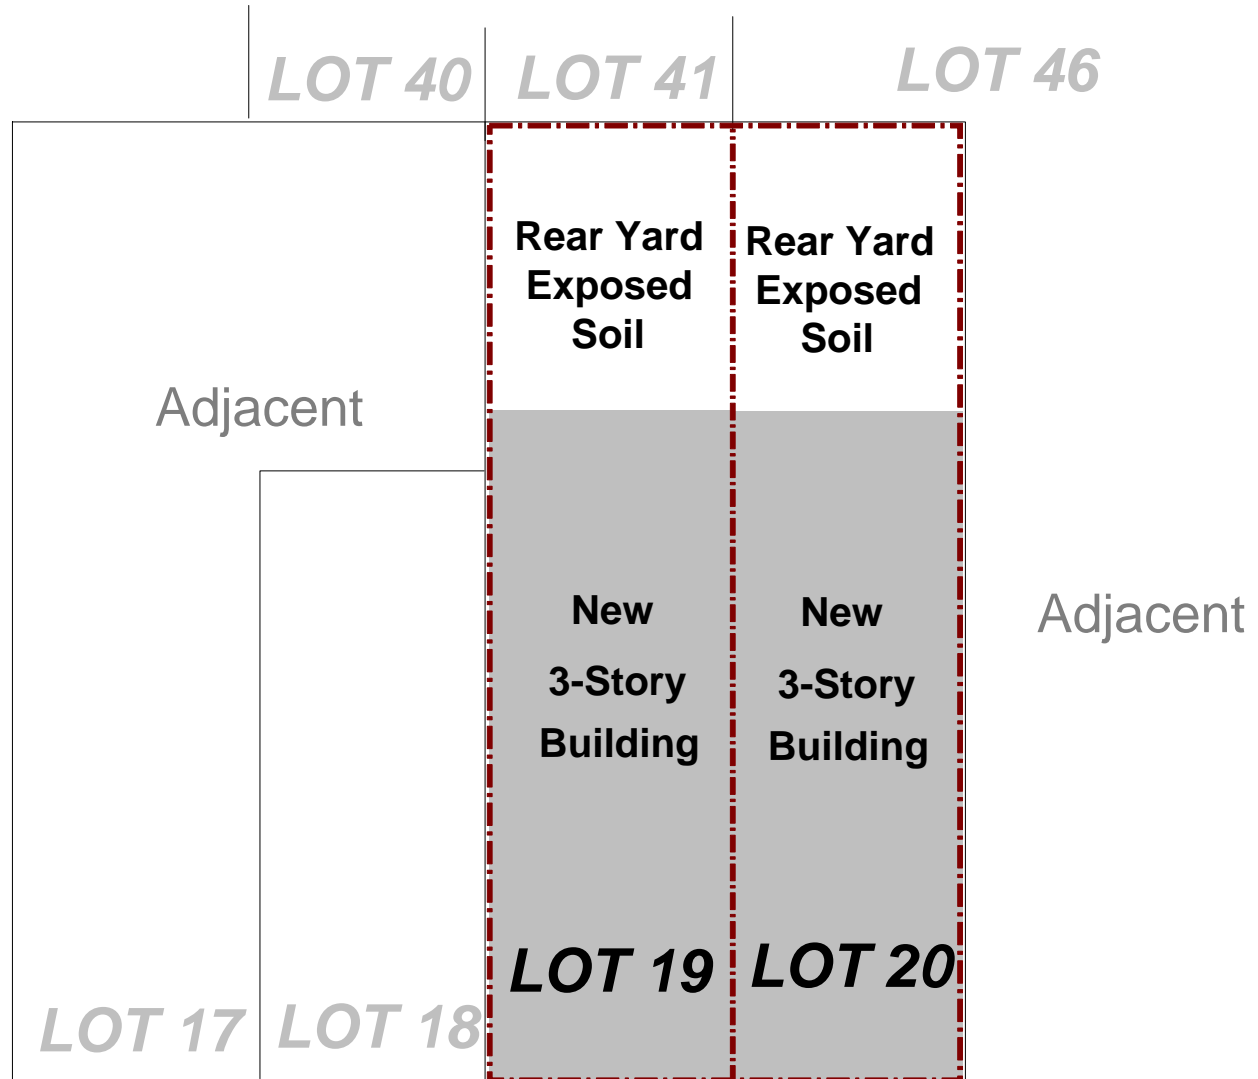 LOT 40
LOT 41
LOT 46
Rear Yard
Exposed
Soil
Rear Yard
Exposed
Soil
Adjacent
New
3-Story
Building
New
3-Story
Building
Adjacent
LOT 19
LOT 20
LOT 17
LOT 18